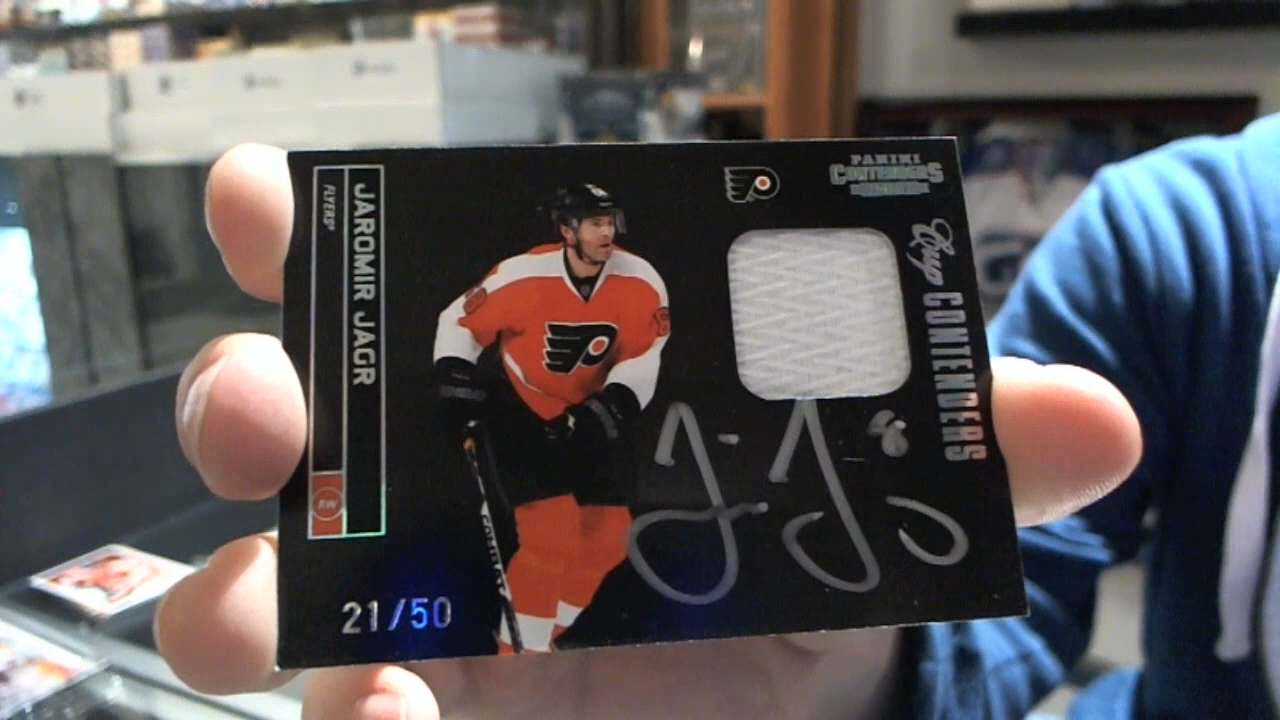 JAROMIR JAGR
FLYERS
RW
21/50
PANINI
CONTENDERS
Cup CONTENDERS